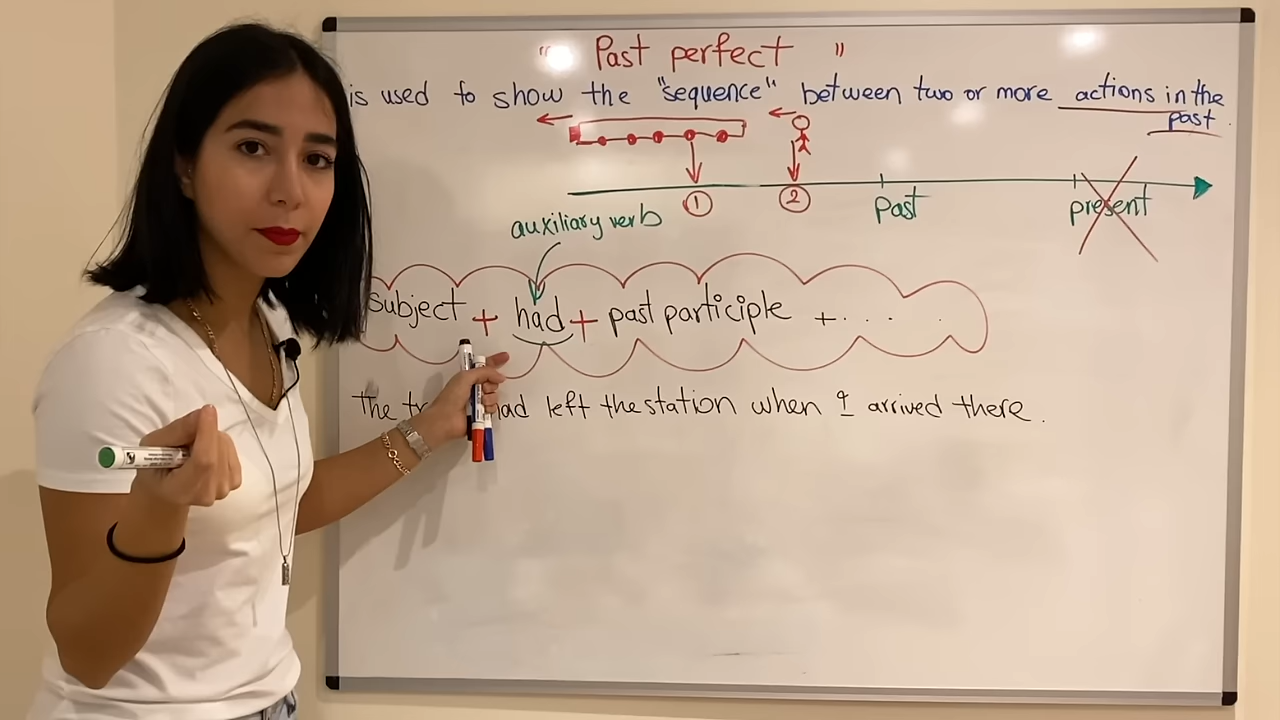 " Past perfect "
is used to show the "sequence" between two or more actions in the
past.
1 2
Past present
auxiliary verb
subject + had + past participle + . . . .
The had left the station when I arrived there.